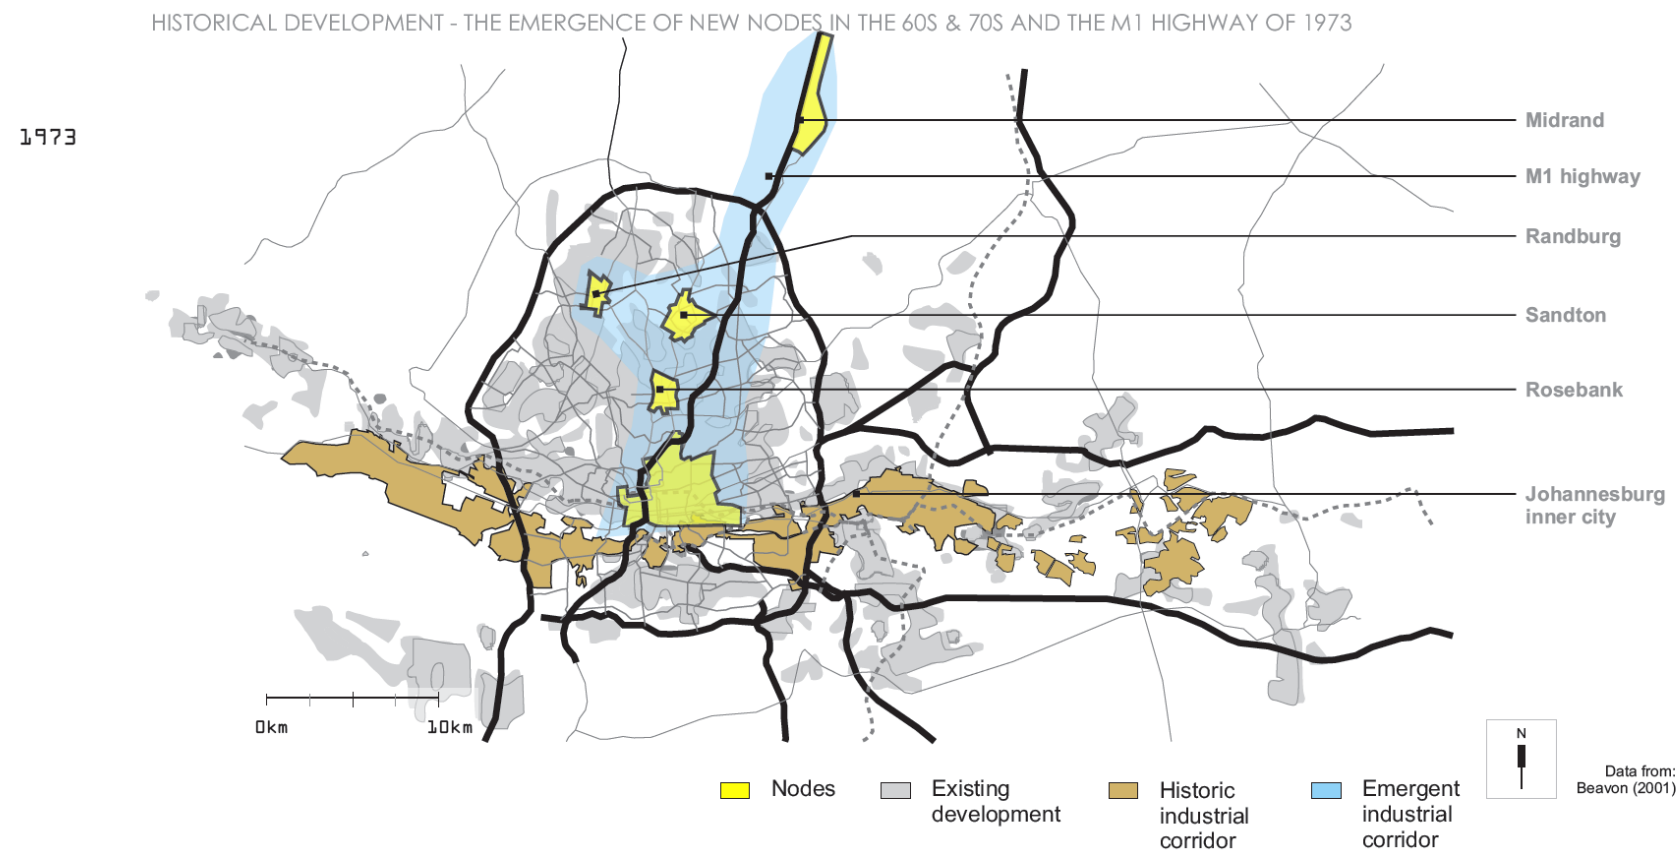 HISTORICAL DEVELOPMENT - THE EMERGENCE OF NEW NODES IN THE 60S & 70S AND THE M1 HIGHWAY OF 1973
1973
Midrand
M1 highway
Randburg
Sandton
Rosebank
Johannesburg
inner city
0km
10km
N
Data from:
Beavon (2001)
Nodes
Existing
development
Historic
industrial
corridor
Emergent
industrial
corridor